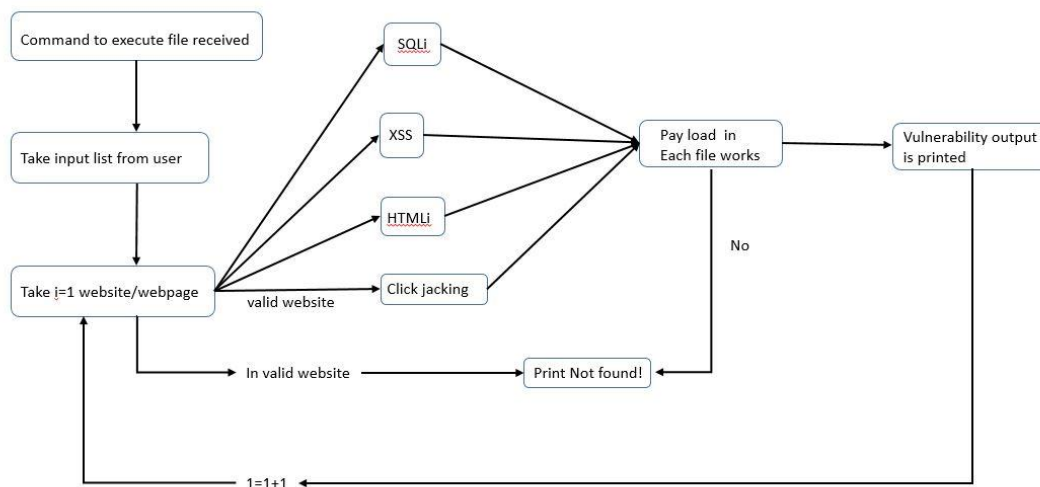 Command to execute file received
Take input list from user
Take i=1 website/webpage
SQLi
XSS
HTMLi
Click jacking
valid website
In valid website
Print Not found!
Pay load in
Each file works
No
Vulnerability output
is printed
1=1+1